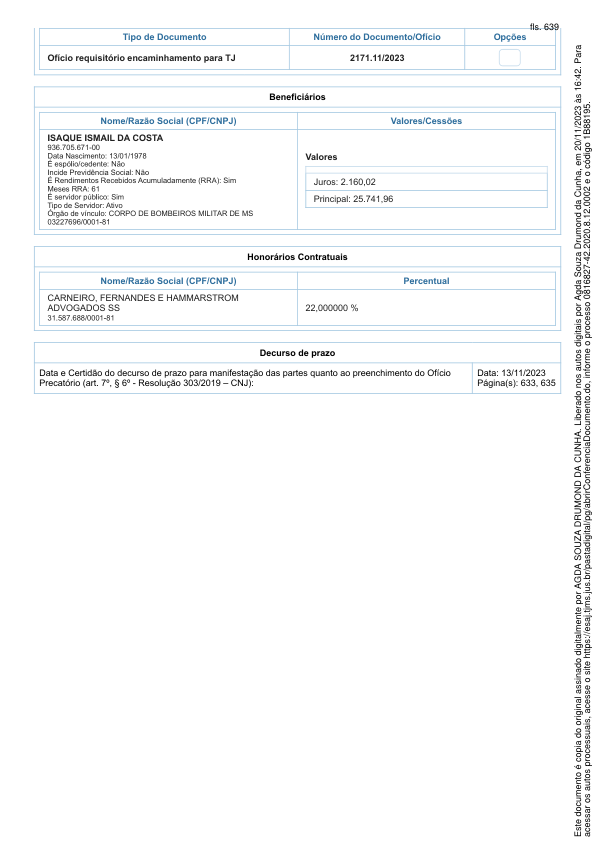 fls. 639
Tipo de Documento Número do Documento/Ofício Opções
Ofício requisitório encaminhamento para TJ 2171.11/2023
Beneficiários
Nome/Razão Social (CPF/CNPJ) Valores/Cessões
ISAQUE ISMAIL DA COSTA
936.705.671-00
Data Nascimento: 13/01/1978
É espólio/cedente: Não
Incide Previdência Social: Não
É Rendimentos Recebidos Acumuladamente (RRA): Sim
Meses RRA: 61
É servidor público: Sim
Tipo de Servidor: Ativo
Órgão de vínculo: CORPO DE BOMBEIROS MILITAR DE MS
03227696/0001-81
Valores
Juros: 2.160,02
Principal: 25.741,96
Honorários Contratuais
Nome/Razão Social (CPF/CNPJ) Percentual
CARNEIRO, FERNANDES E HAMMARSTROM
ADVOGADOS SS
31.587.688/0001-81
22,000000 %
Decurso de prazo
Data e Certidão do decurso de prazo para manifestação das partes quanto ao preenchimento do Ofício
Precatório (art. 7º, § 6º - Resolução 303/2019 – CNJ):
Data: 13/11/2023
Página(s): 633, 635
Este documento é copia do original assinado digitalmente por AGDA SOUZA DRUMOND DA CUNHA. Liberado nos autos digitais por Agda Souza Drumond da Cunha, em 20/11/2023 às 16:42. Para
acessar os autos processuais, acesse o site https://esaj.tjms.jus.br/pastadigital/pg/abrirConferenciaDocumento.do, informe o processo 0816827-42.2020.8.12.0002 e o código 1B88195.